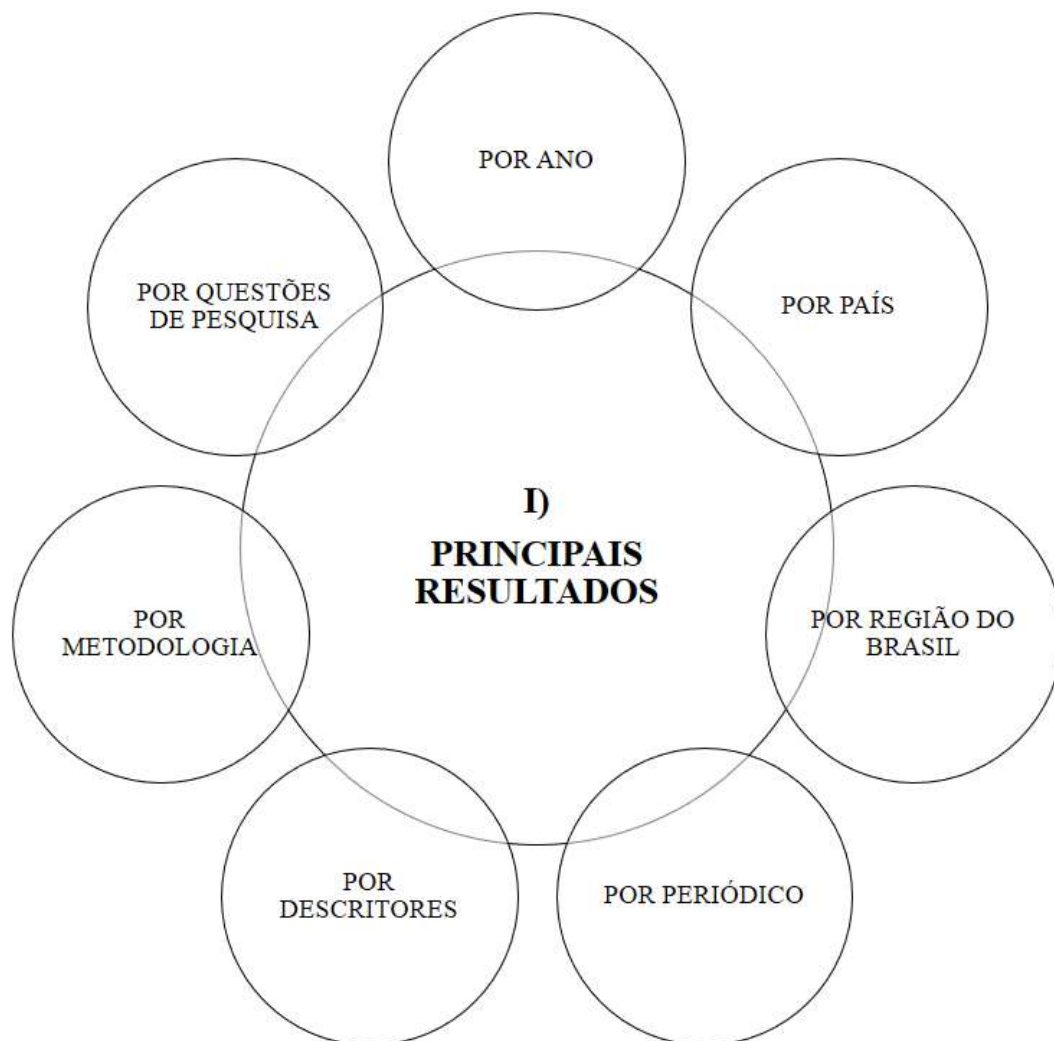 POR ANO
POR QUESTÕES
DE PESQUISA
POR PAÍS
I)
PRINCIPAIS
RESULTADOS
POR
METODOLOGIA
POR REGIÃO DO
BRASIL
POR
DESCRITORES
POR PERIÓDICO